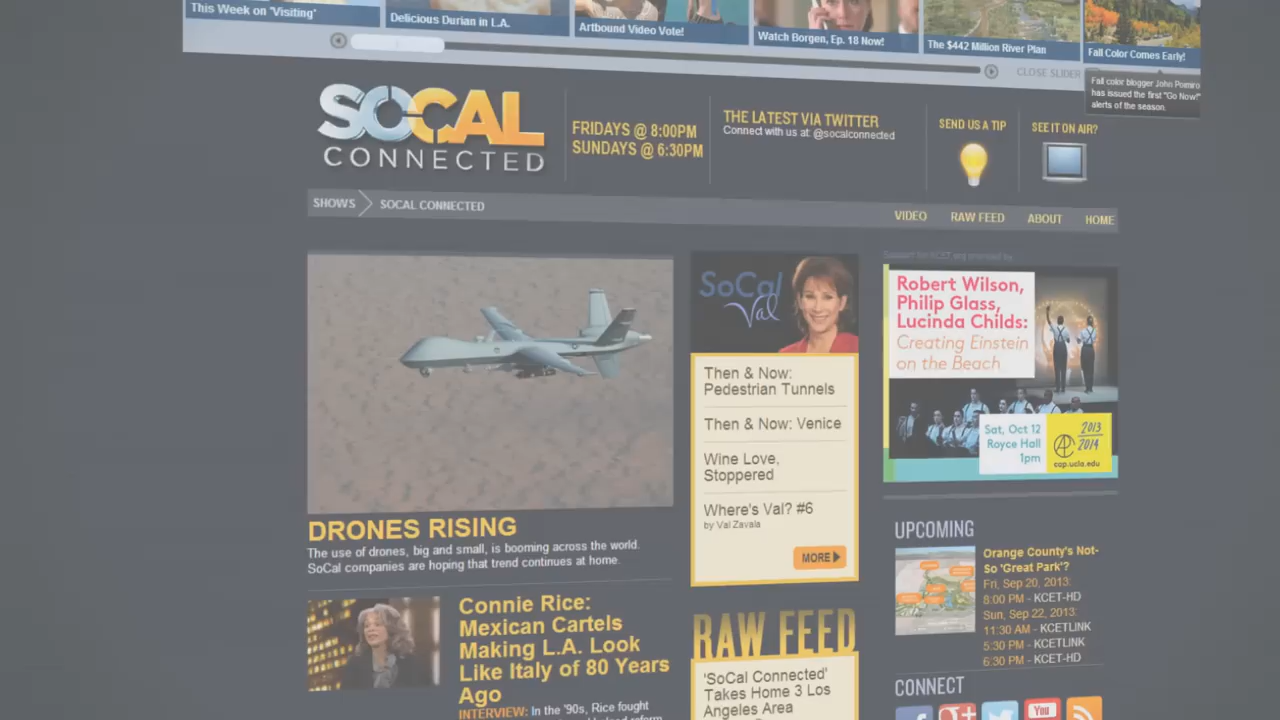 This Week on 'Visiting'
Delicious Durian in L.A.
Artbound Video Vote!
Watch Borgen, Ep. 18 Now!
The $442 Million River Plan
Fall Color Comes Early!
CLOSE SLIDER
Fall color blogger John Pomiro
has issued the first "Go Now!"
alerts of the season.
SOCAL
CONNECTED
FRIDAYS @ 8:00PM
SUNDAYS @ 6:30PM
THE LATEST VIA TWITTER
Connect with us at: @socalconnected
SEND US A TIP
SEE IT ON AIR?
SHOWS
SOCAL CONNECTED
VIDEO
RAW FEED
ABOUT
HOME
DRONES RISING
The use of drones, big and small, is booming across the world.
SoCal companies are hoping that trend continues at home.
Connie Rice:
Mexican Cartels
Making L.A. Look
Like Italy of 80 Years
Ago
INTERVIEW: In the '90s, Rice fought
SoCal
Val
Then & Now:
Pedestrian Tunnels
Then & Now: Venice
Wine Love,
Stoppered
Where's Val? #6
by Val Zavala
MORE
RAW FEED
'SoCal Connected'
Takes Home 3 Los
Angeles Area
Support for KCET.org provided by
Robert Wilson,
Philip Glass,
Lucinda Childs:
Creating Einstein
on the Beach
Sat, Oct 12
Royce Hall
1pm
2013
2014
cap.ucla.edu
UPCOMING
Orange County's Not-
So 'Great Park'?
Fri, Sep 20, 2013:
8:00 PM - KCET-HD
Sun, Sep 22, 2013:
11:30 AM - KCETLINK
5:30 PM - KCETLINK
6:30 PM - KCET-HD
CONNECT
You